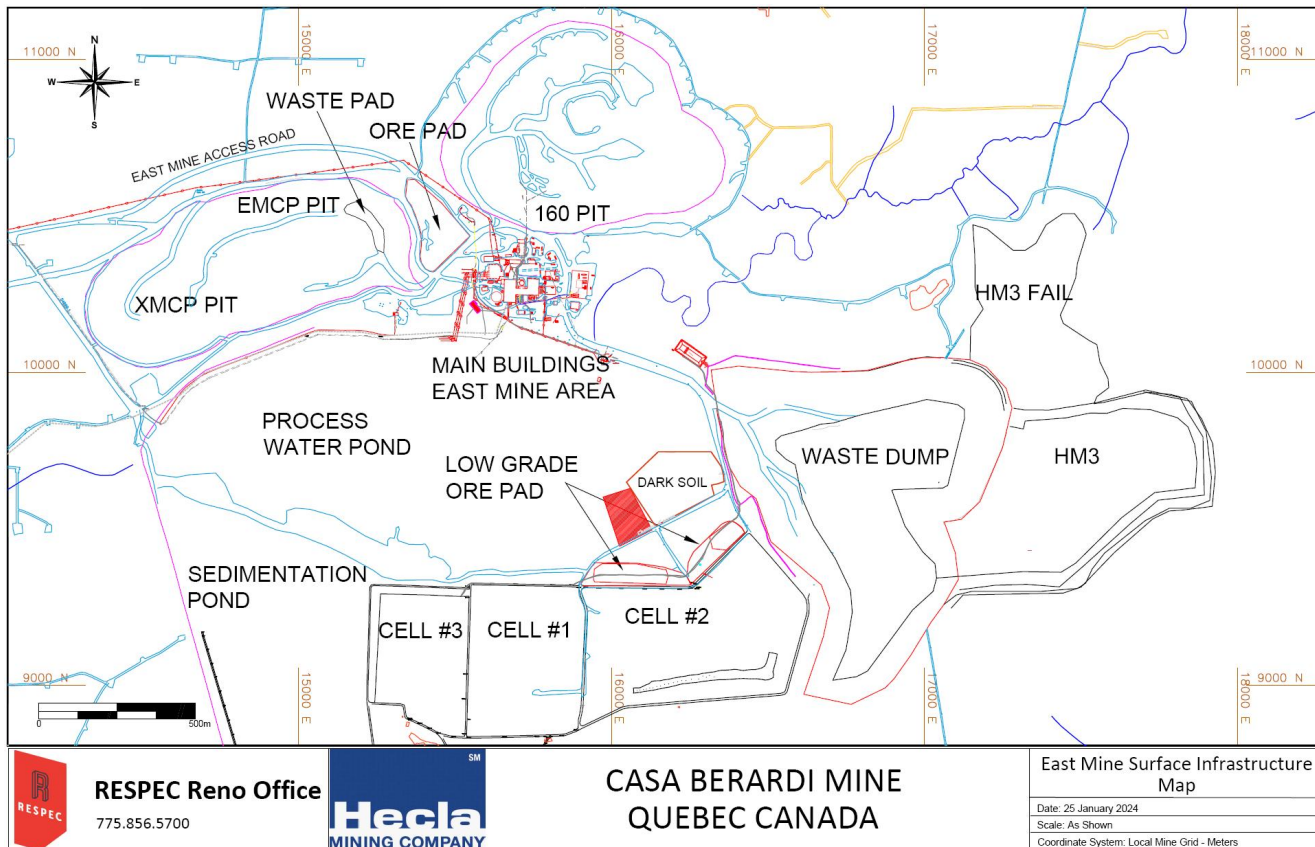 11000 N
15000 E
16000 E
17000 E
18000 E
11000 N
N
W
E
S
WASTE PAD
ORE PAD
EAST MINE ACCESS ROAD
EMCP PIT
160 PIT
XMCP PIT
HM3 FAIL
10000 N
10000 N
MAIN BUILDINGS
EAST MINE AREA
PROCESS
WATER POND
LOW GRADE
ORE PAD
DARK SOIL
WASTE DUMP
HM3
SEDIMENTATION
POND
CELL #3
CELL #1
CELL #2
9000 N
15000 E
16000 E
17000 E
18000 E
9000 N
0
500m
RESPEC
RESPEC Reno Office
775.856.5700
SM
Hecla
MINING COMPANY
CASA BERARDI MINE
QUEBEC CANADA
East Mine Surface Infrastructure
Map
Date: 25 January 2024
Scale: As Shown
Coordinate System: Local Mine Grid - Meters